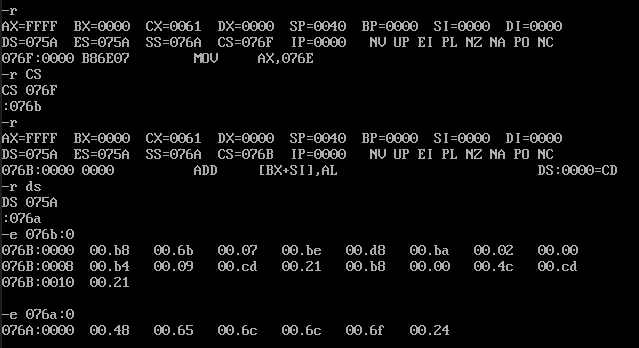 -r
AX=FFFF  BX=0000  CX=0061  DX=0000  SP=0040  BP=0000  SI=0000  DI=0000
DS=075A  ES=075A  SS=076A  CS=076F  IP=0000   NV UP EI PL NZ NA PO NC
076F:0000 B86E07        MOV     AX,076E
-r CS
CS 076F
:076b
-r
AX=FFFF  BX=0000  CX=0061  DX=0000  SP=0040  BP=0000  SI=0000  DI=0000
DS=075A  ES=075A  SS=076A  CS=076B  IP=0000   NV UP EI PL NZ NA PO NC
076B:0000 0000          ADD     [BX+SI],AL                         DS:0000=CD
-r ds
DS 075A
:076a
-e 076b:0
076B:0000  00.b8   00.6b   00.07   00.be   00.d8   00.ba   00.02   00.00
076B:0008  00.b4   00.09   00.cd   00.21   00.b8   00.00   00.4c   00.cd
076B:0010  00.21
-e 076a:0
076A:0000  00.48   00.65   00.6c   00.6c   00.6f   00.24